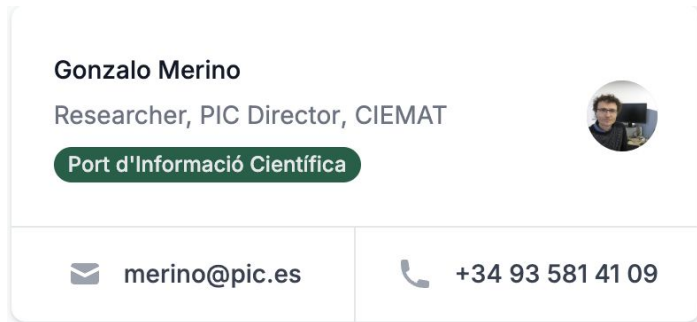 Gonzalo Merino
Researcher, PIC Director, CIEMAT
Port d'Informació Científica
merino@pic.es
+34 93 581 41 09